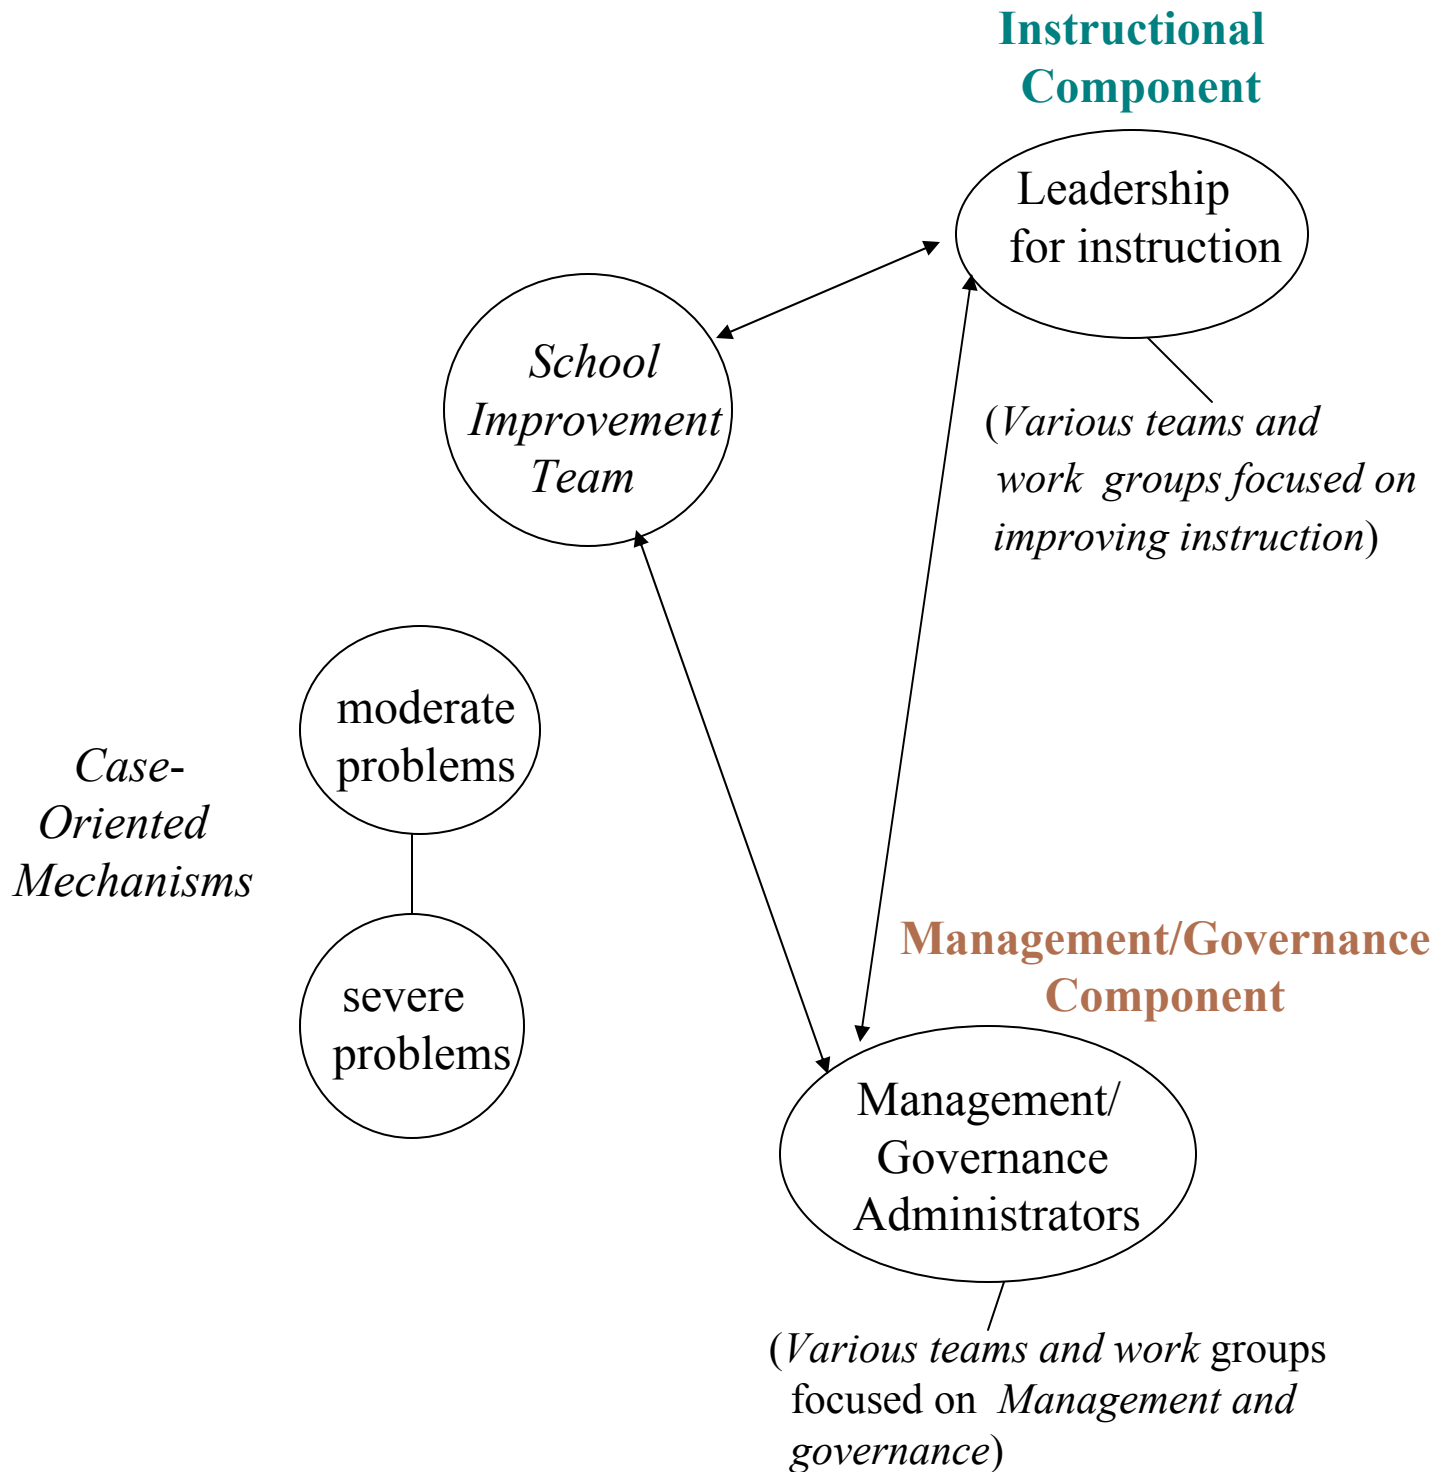 Instructional
Component
Leadership
for instruction
School
Improvement
Team
(Various teams and
work groups focused on
improving instruction)
moderate
problems
Case-
Oriented
Mechanisms
severe
problems
Management/Governance
Component
Management/
Governance
Administrators
(Various teams and work groups
focused on Management and
governance)